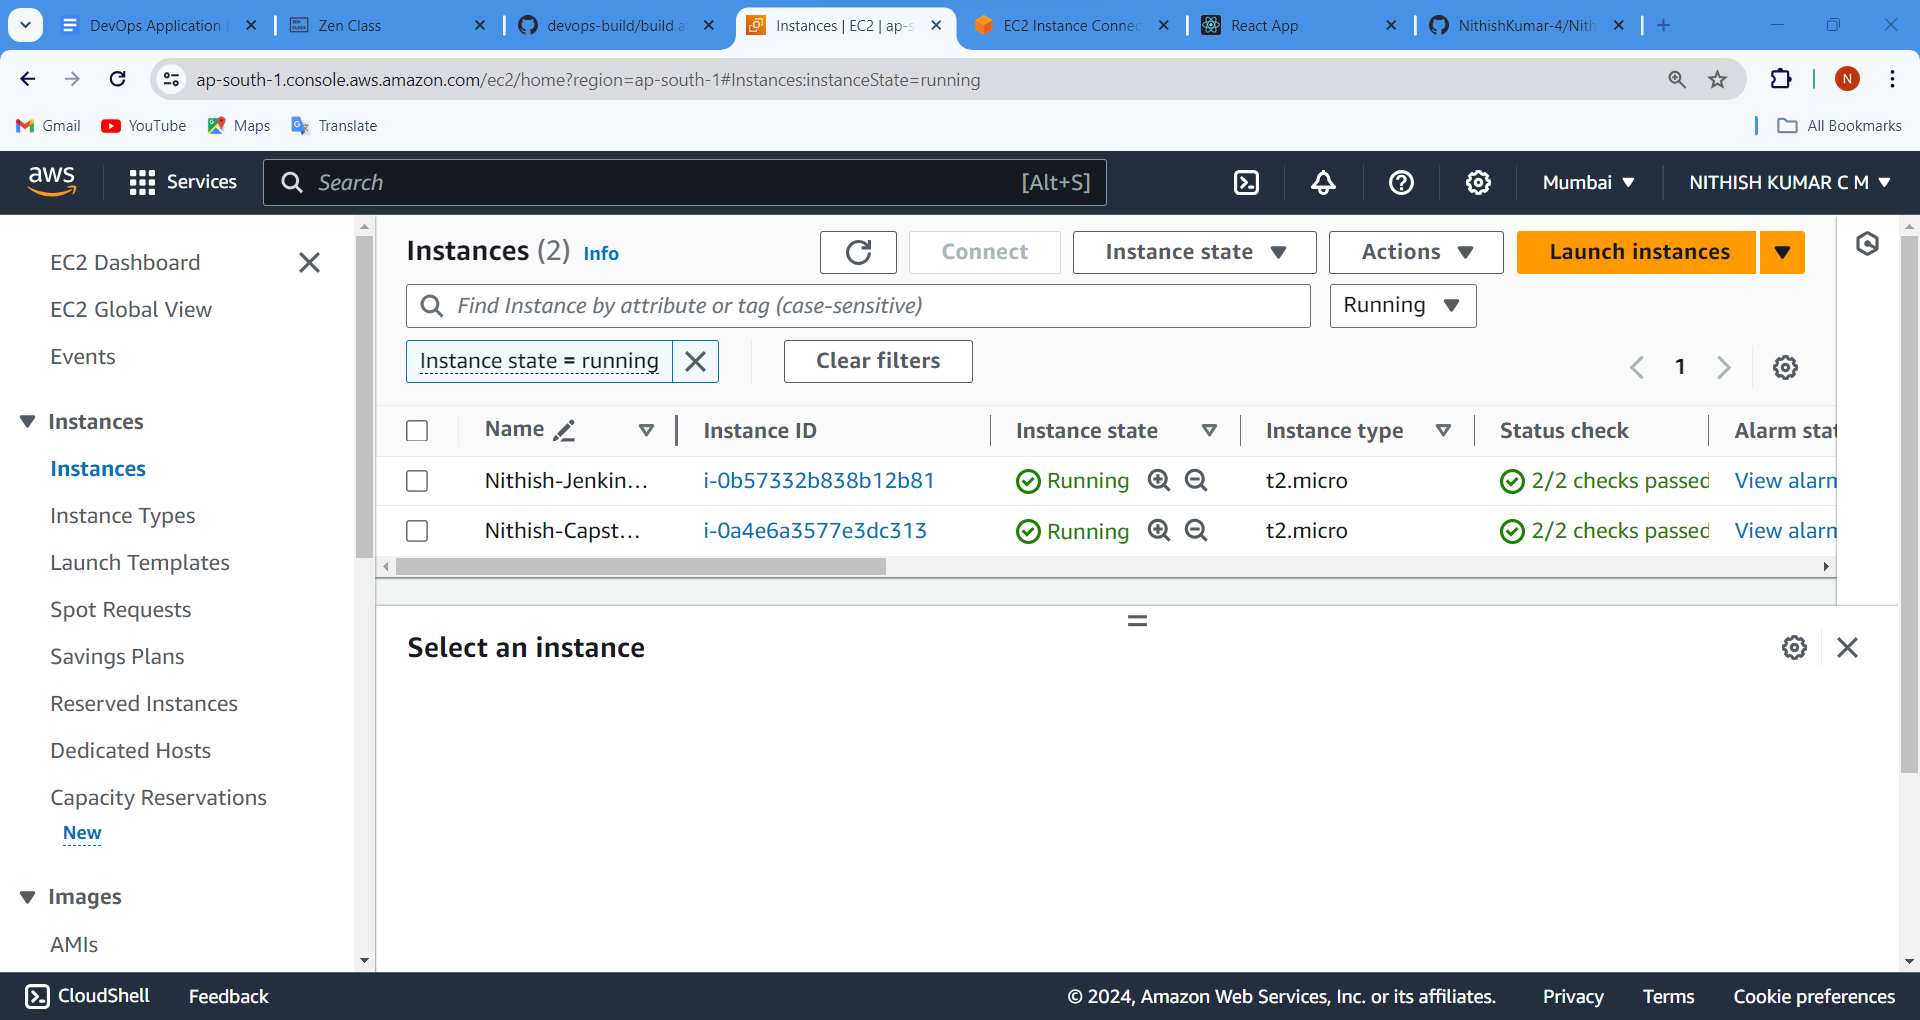 DevOps Application
Zen Class
devops-build/build a
Instances | EC2 | ap-s
EC2 Instance Connec
React App
NithishKumar-4/Nith
ap-south-1.console.aws.amazon.com/ec2/home?region=ap-south-1#Instances:instanceState=running
N
Gmail
YouTube
Maps
Translate
All Bookmarks
aws
Services
Search
[Alt+S]
Mumbai
NITHISH KUMAR C M
EC2 Dashboard
EC2 Global View
Events
Instances
Instances
Instance Types
Launch Templates
Spot Requests
Savings Plans
Reserved Instances
Dedicated Hosts
Capacity Reservations
New
Images
AMIs
Instances (2) Info
Connect
Instance state
Actions
Launch instances
Find Instance by attribute or tag (case-sensitive)
Running
Instance state = running
Clear filters
1
Name Instance ID Instance state Instance type Status check Alarm stat
Nithish-Jenkin... i-0b57332b838b12b81 Running t2.micro 2/2 checks passed View alarm
Nithish-Capst... i-0a4e6a3577e3dc313 Running t2.micro 2/2 checks passed View alarm
Select an instance
CloudShell
Feedback
© 2024, Amazon Web Services, Inc. or its affiliates.
Privacy
Terms
Cookie preferences